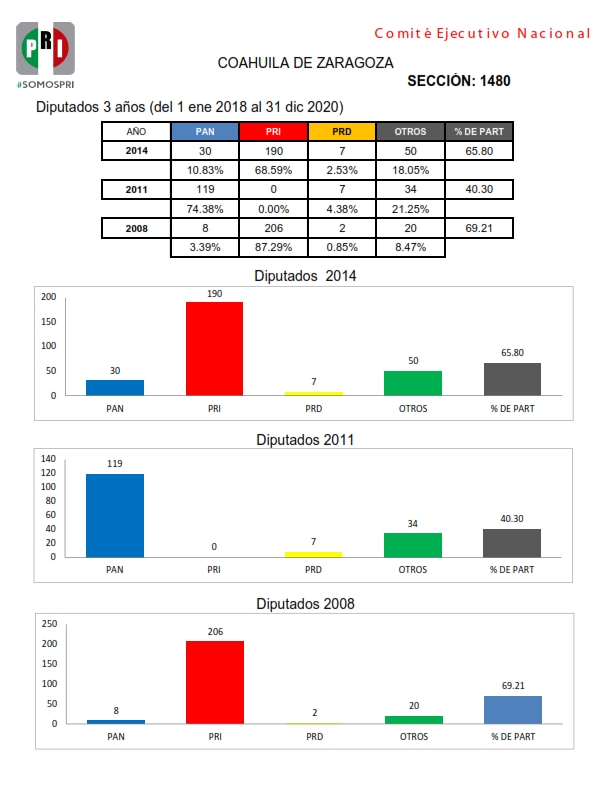 PRI
#SOMOSPRI
Comité Ejecutivo Nacional
COAHUILA DE ZARAGOZA
SECCIÒN: 1480
Diputados 3 años (del 1 ene 2018 al 31 dic 2020)
AÑO PAN PRI PRD OTROS % DE PART
2014 30 190 7 50 65.80
10.83% 68.59% 2.53% 18.05%
2011 119 0 7 34 40.30
74.38% 0.00% 4.38% 21.25%
2008 8 206 2 20 69.21
3.39% 87.29% 0.85% 8.47%
Diputados 2014
200
150
100
50
0
30 190 7 50 65.80
PAN PRI PRD OTROS % DE PART
Diputados 2011
140
120
100
80
60
40
20
0
119 0 7 34 40.30
PAN PRI PRD OTROS % DE PART
Diputados 2008
250
200
150
100
50
0
8 206 2 20 69.21
PAN PRI PRD OTROS % DE PART